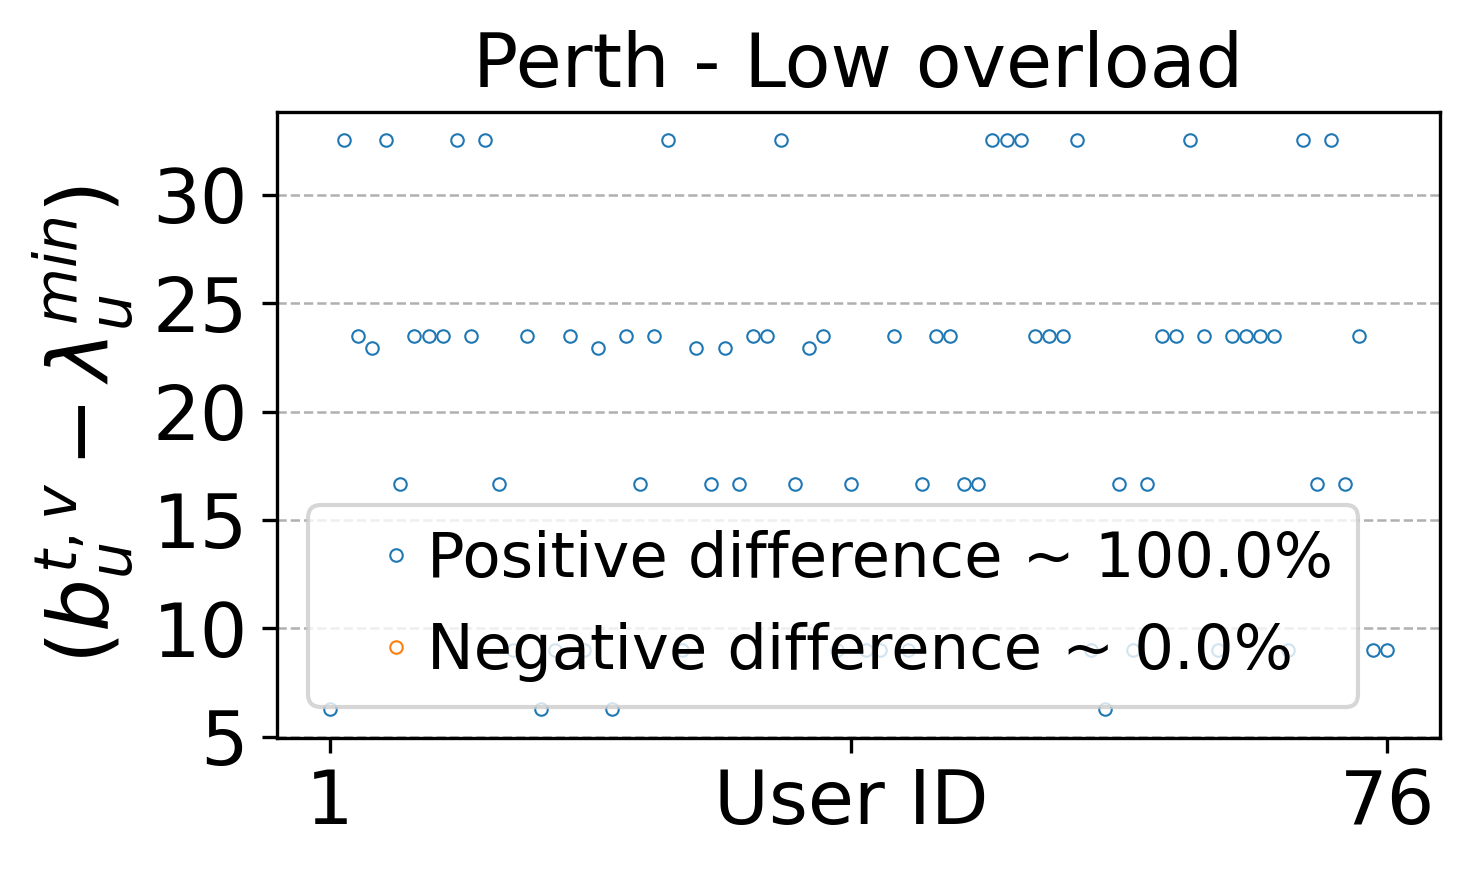 Perth - Low overload
(b_u^{t,v} − λ_u^{min})
30
25
20
15
10
5
Positive difference ~ 100.0%
Negative difference ~ 0.0%
1
User ID
76